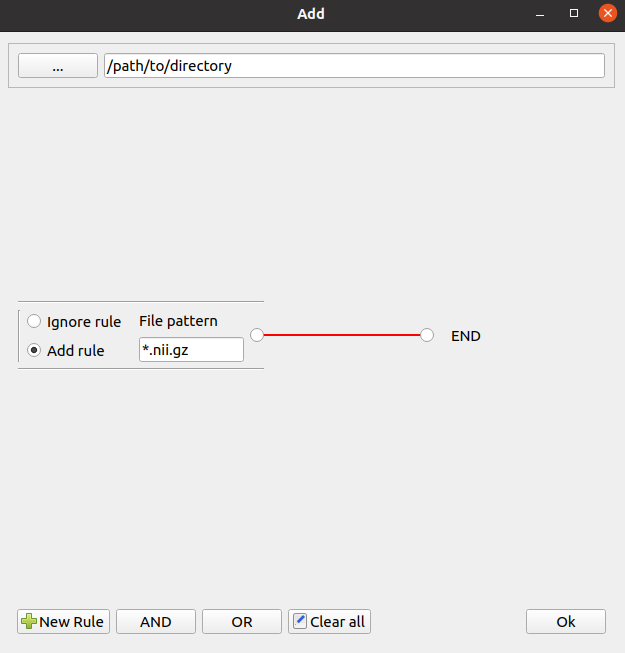 Add
...
/path/to/directory
Ignore rule
File pattern
Add rule
*.nii.gz
END
New Rule
AND
OR
Clear all
Ok